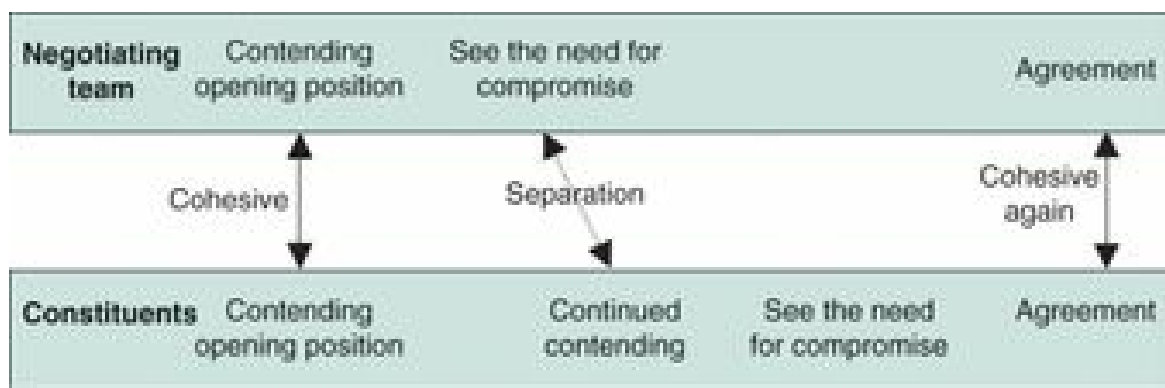 Negotiating
team
Contending
opening position
See the need for
compromise
Agreement
Cohesive
Separation
Cohesive
again
Constituents
Contending
opening position
Continued
contending
See the need
for compromise
Agreement